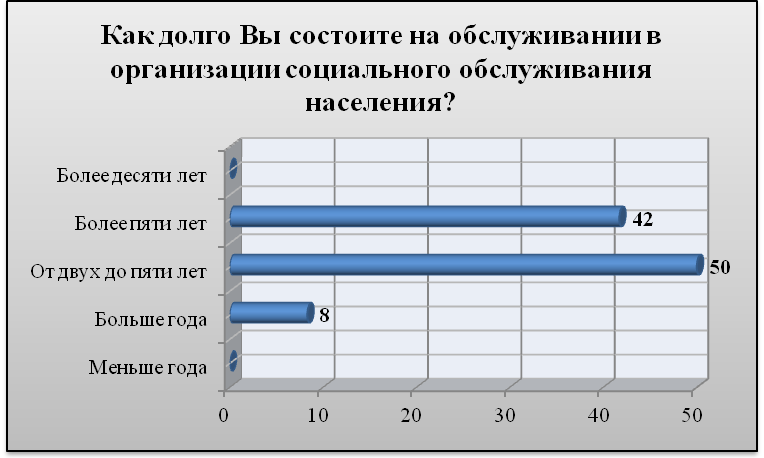 Как долго Вы состоите на обслуживании в
организации социального обслуживания
населения?
Более десяти лет
Более пяти лет
42
От двух до пяти лет
50
Больше года
8
Меньше года
0 10 20 30 40 50